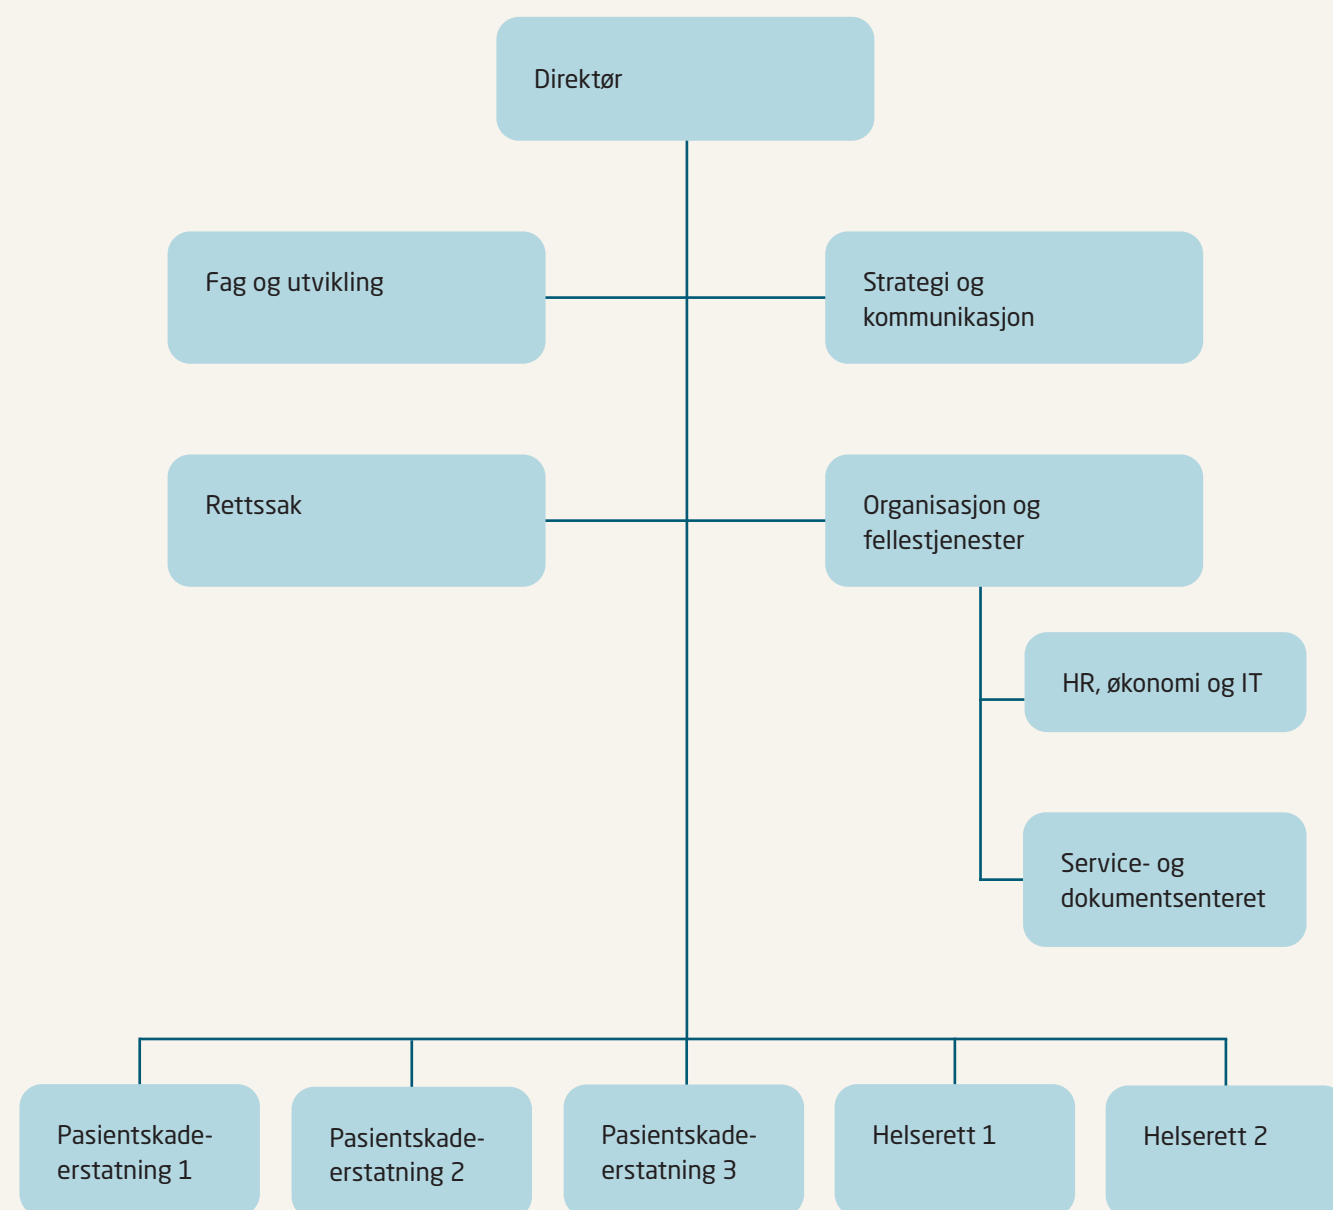 Direktør
Fag og utvikling
Strategi og
kommunikasjon
Rettssak
Organisasjon og
fellestjenester
HR, økonomi og IT
Service- og
dokumentsenteret
Pasientskade-
erstatning 1
Pasientskade-
erstatning 2
Pasientskade-
erstatning 3
Helserett 1
Helserett 2